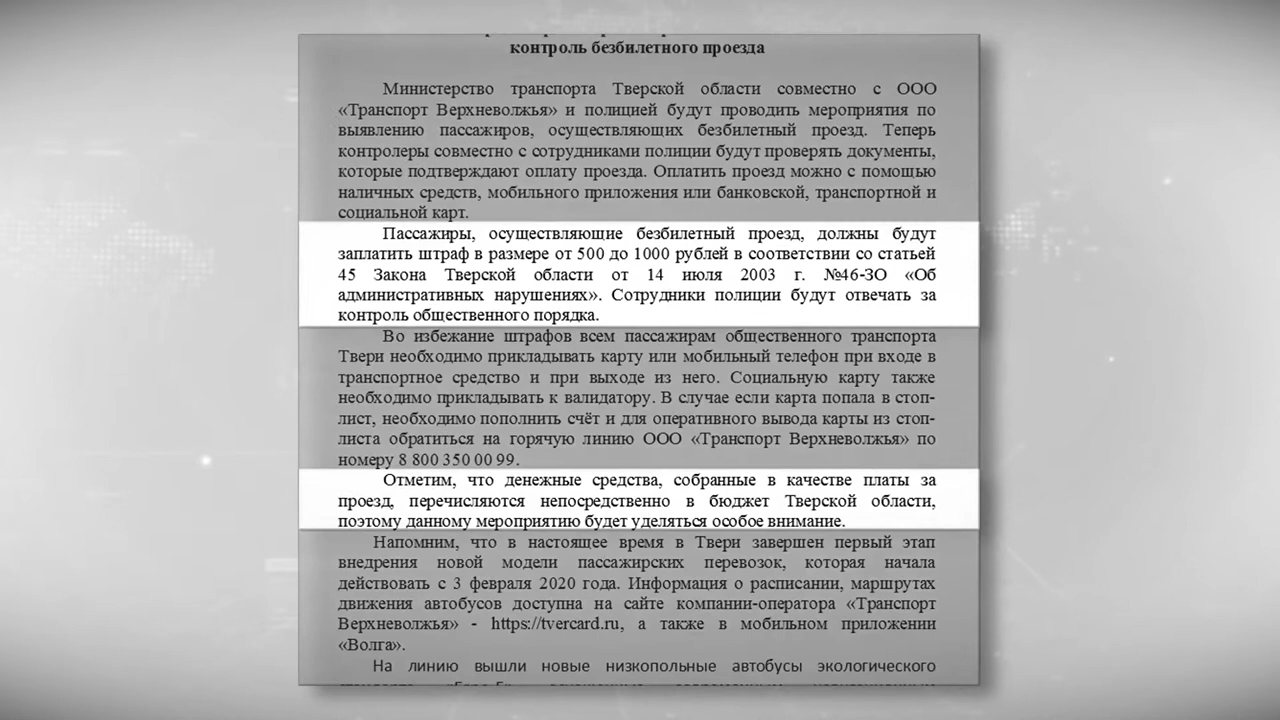 контроль безбилетного проезда
Министерство транспорта Тверской области совместно с ООО
«Транспорт Верхневолжья» и полицией будут проводить мероприятия по
выявлению пассажиров, осуществляющих безбилетный проезд. Теперь
контролеры совместно с сотрудниками полиции будут проверять документы,
которые подтверждают оплату проезда. Оплатить проезд можно с помощью
наличных средств, мобильного приложения или банковской, транспортной и
социальной карт.
Пассажиры, осуществляющие безбилетный проезд, должны будут
заплатить штраф в размере от 500 до 1000 рублей в соответствии со статьей
45 Закона Тверской области от 14 июля 2003 г. №46-ЗО «Об
административных нарушениях». Сотрудники полиции будут отвечать за
контроль общественного порядка.
Во избежание штрафов всем пассажирам общественного транспорта
Твери необходимо прикладывать карту или мобильный телефон при входе в
транспортное средство и при выходе из него. Социальную карту также
необходимо прикладывать к валидатору. В случае если карта попала в стоп-
лист, необходимо пополнить счёт и для оперативного вывода карты из стоп-
листа обратиться на горячую линию ООО «Транспорт Верхневолжья» по
номеру 8 800 350 00 99.
Отметим, что денежные средства, собранные в качестве платы за
проезд, перечисляются непосредственно в бюджет Тверской области,
поэтому данному мероприятию будет уделяться особое внимание.
Напомним, что в настоящее время в Твери завершен первый этап
внедрения новой модели пассажирских перевозок, которая начала
действовать с 3 февраля 2020 года. Информация о расписании, маршрутах
движения автобусов доступна на сайте компании-оператора «Транспорт
Верхневолжья» - https://tvercard.ru, а также в мобильном приложении
«Волга».
На линию вышли новые низкопольные автобусы экологического